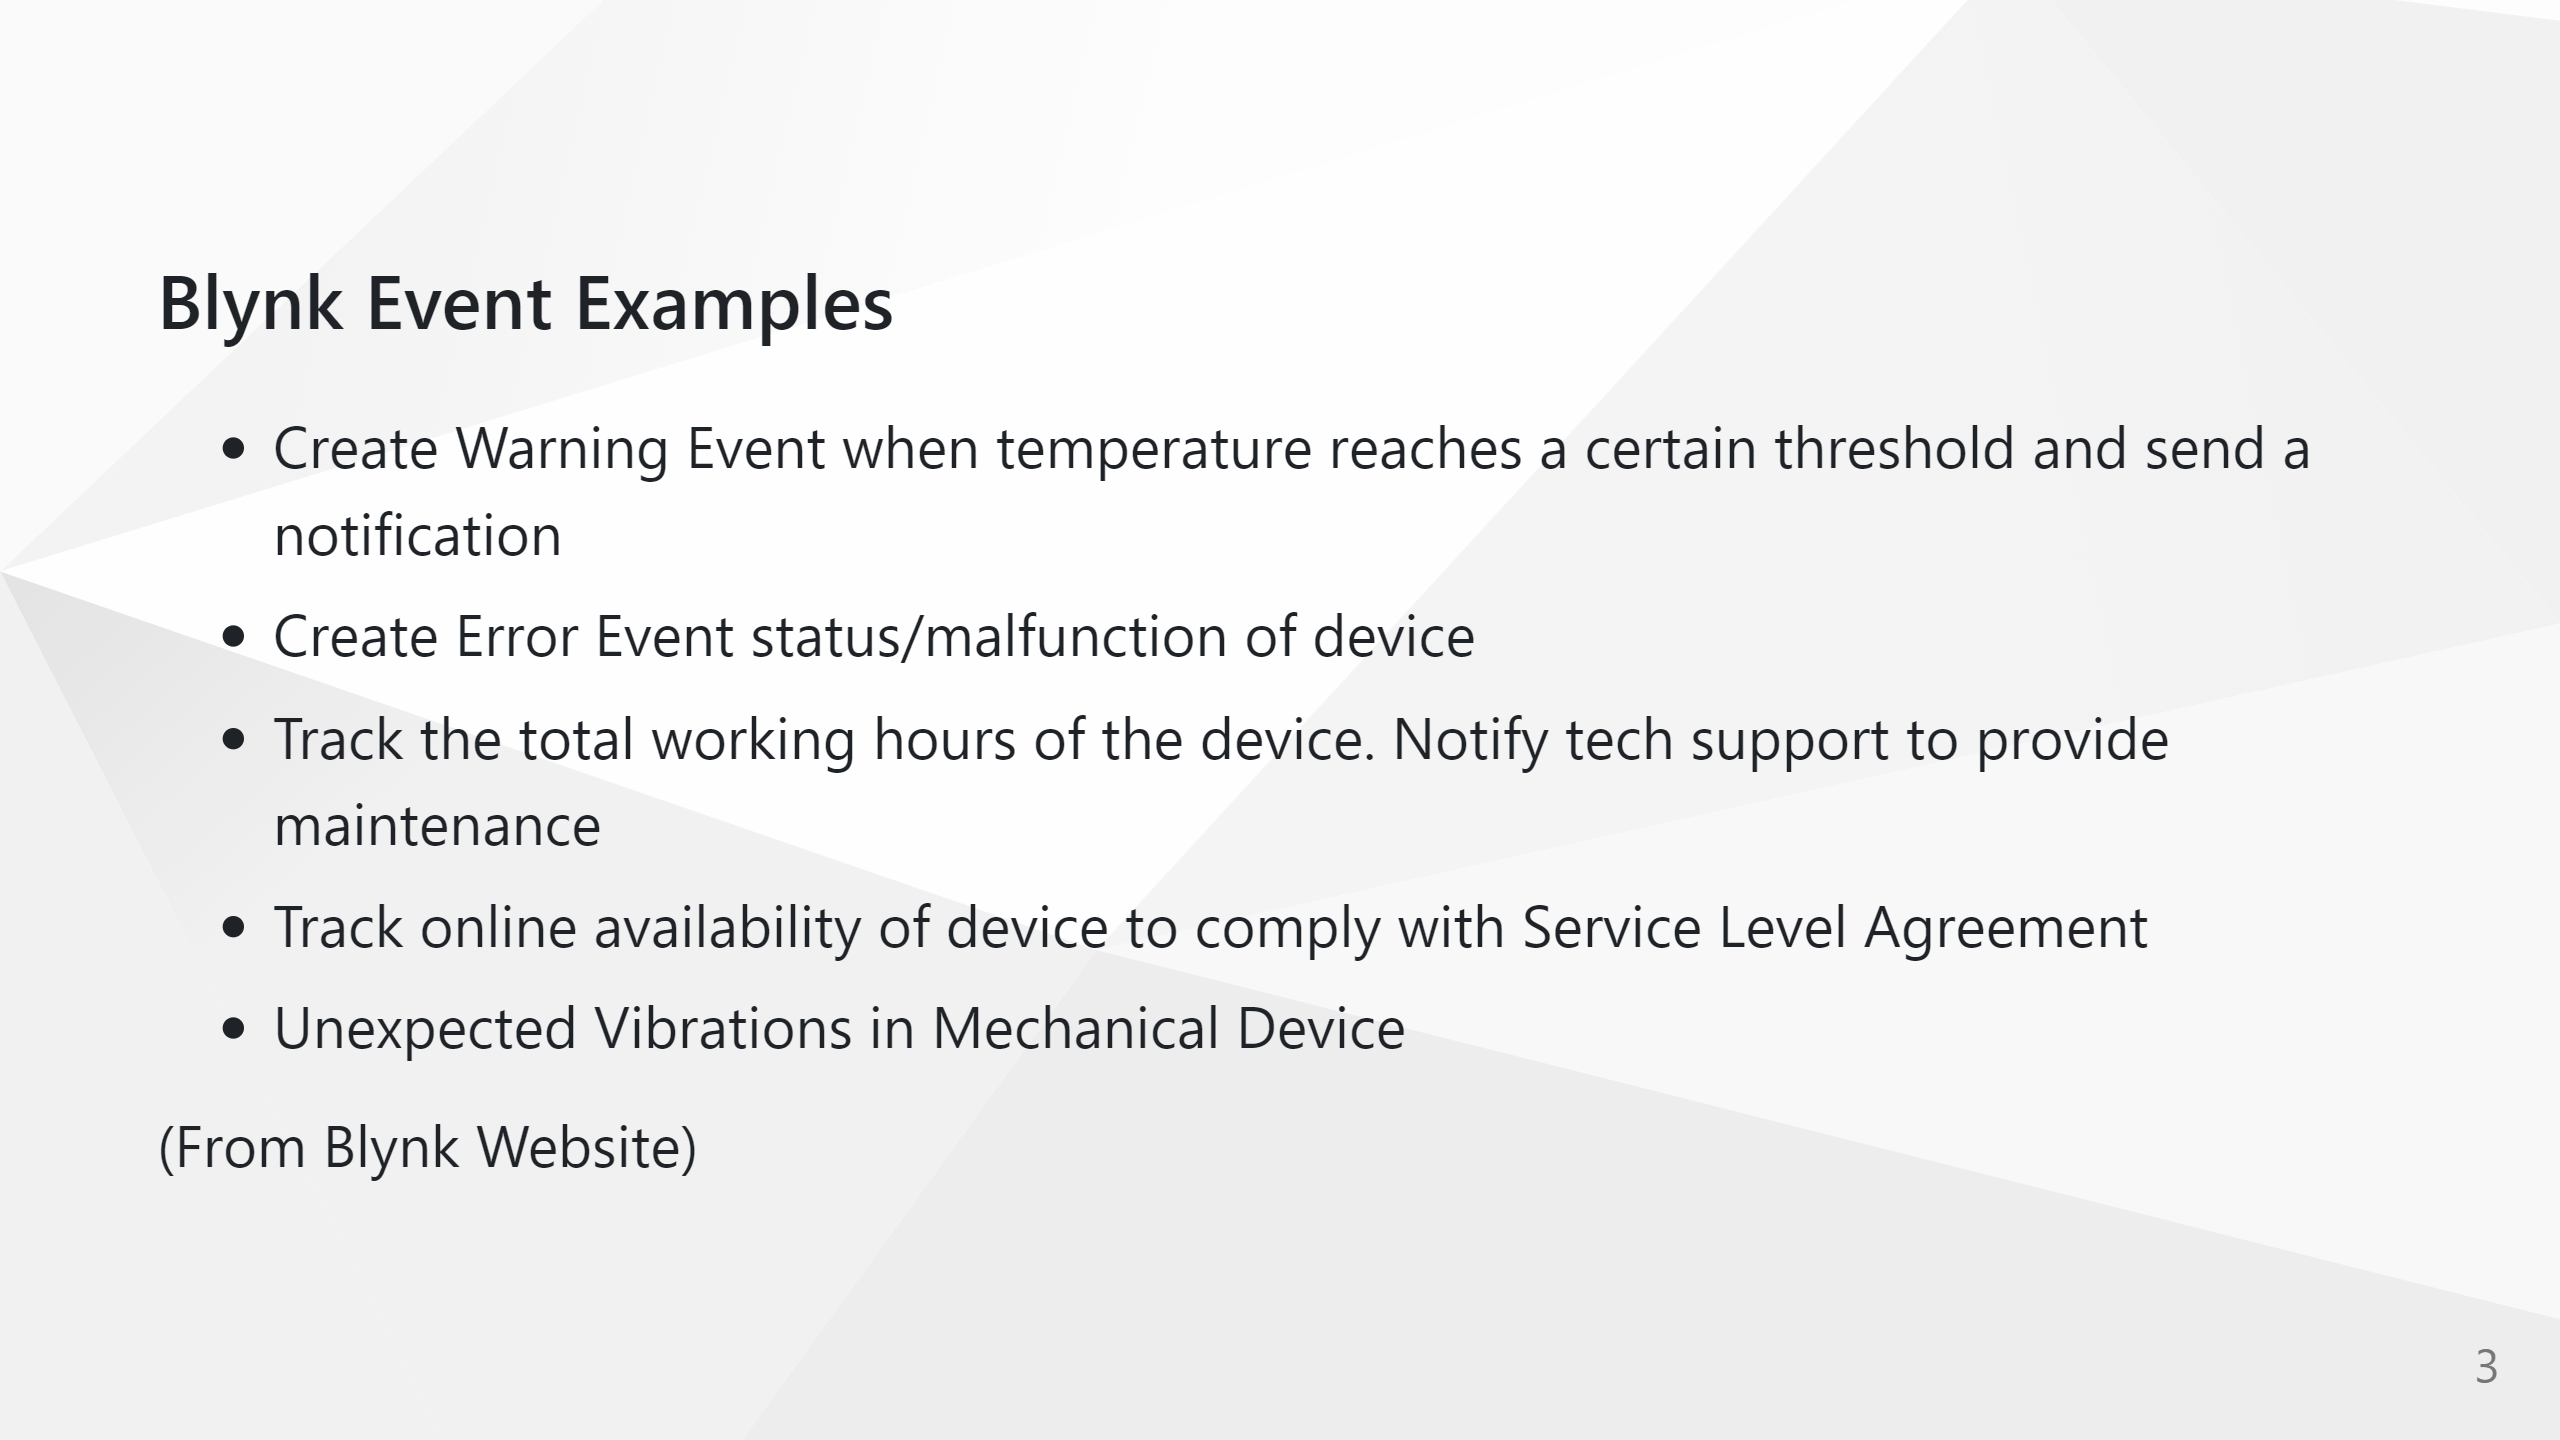 Blynk Event Examples
• Create Warning Event when temperature reaches a certain threshold and send a
notification
• Create Error Event status/malfunction of device
• Track the total working hours of the device. Notify tech support to provide
maintenance
• Track online availability of device to comply with Service Level Agreement
• Unexpected Vibrations in Mechanical Device
(From Blynk Website)
3